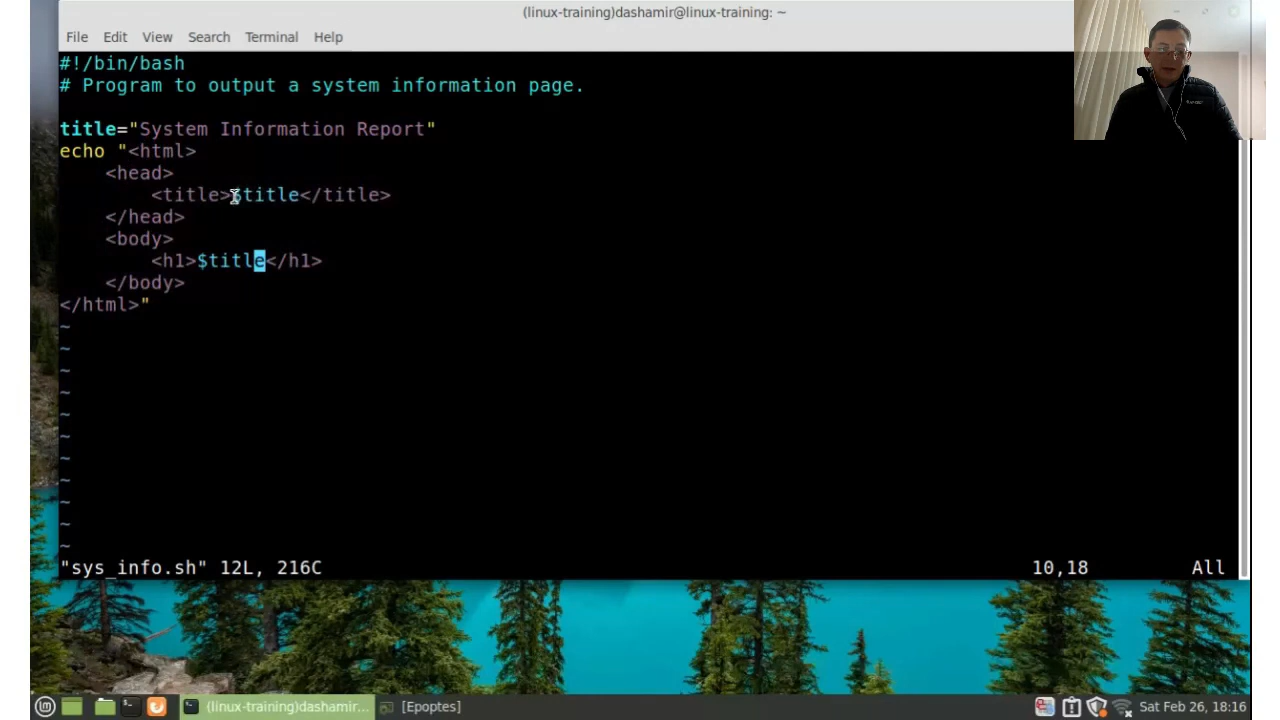 (linux-training)dashamir@linux-training: ~
File Edit View Search Terminal Help
#!/bin/bash
# Program to output a system information page.
title="System Information Report"
echo "<html>
    <head>
        <title>$title</title>
    </head>
    <body>
        <h1>$title</h1>
    </body>
</html>"
~
~
~
~
~
~
~
~
~
~
~
"sys_info.sh" 12L, 216C 10,18 All
(linux-training)dashamir... [Epoptes] Sat Feb 26, 18:16